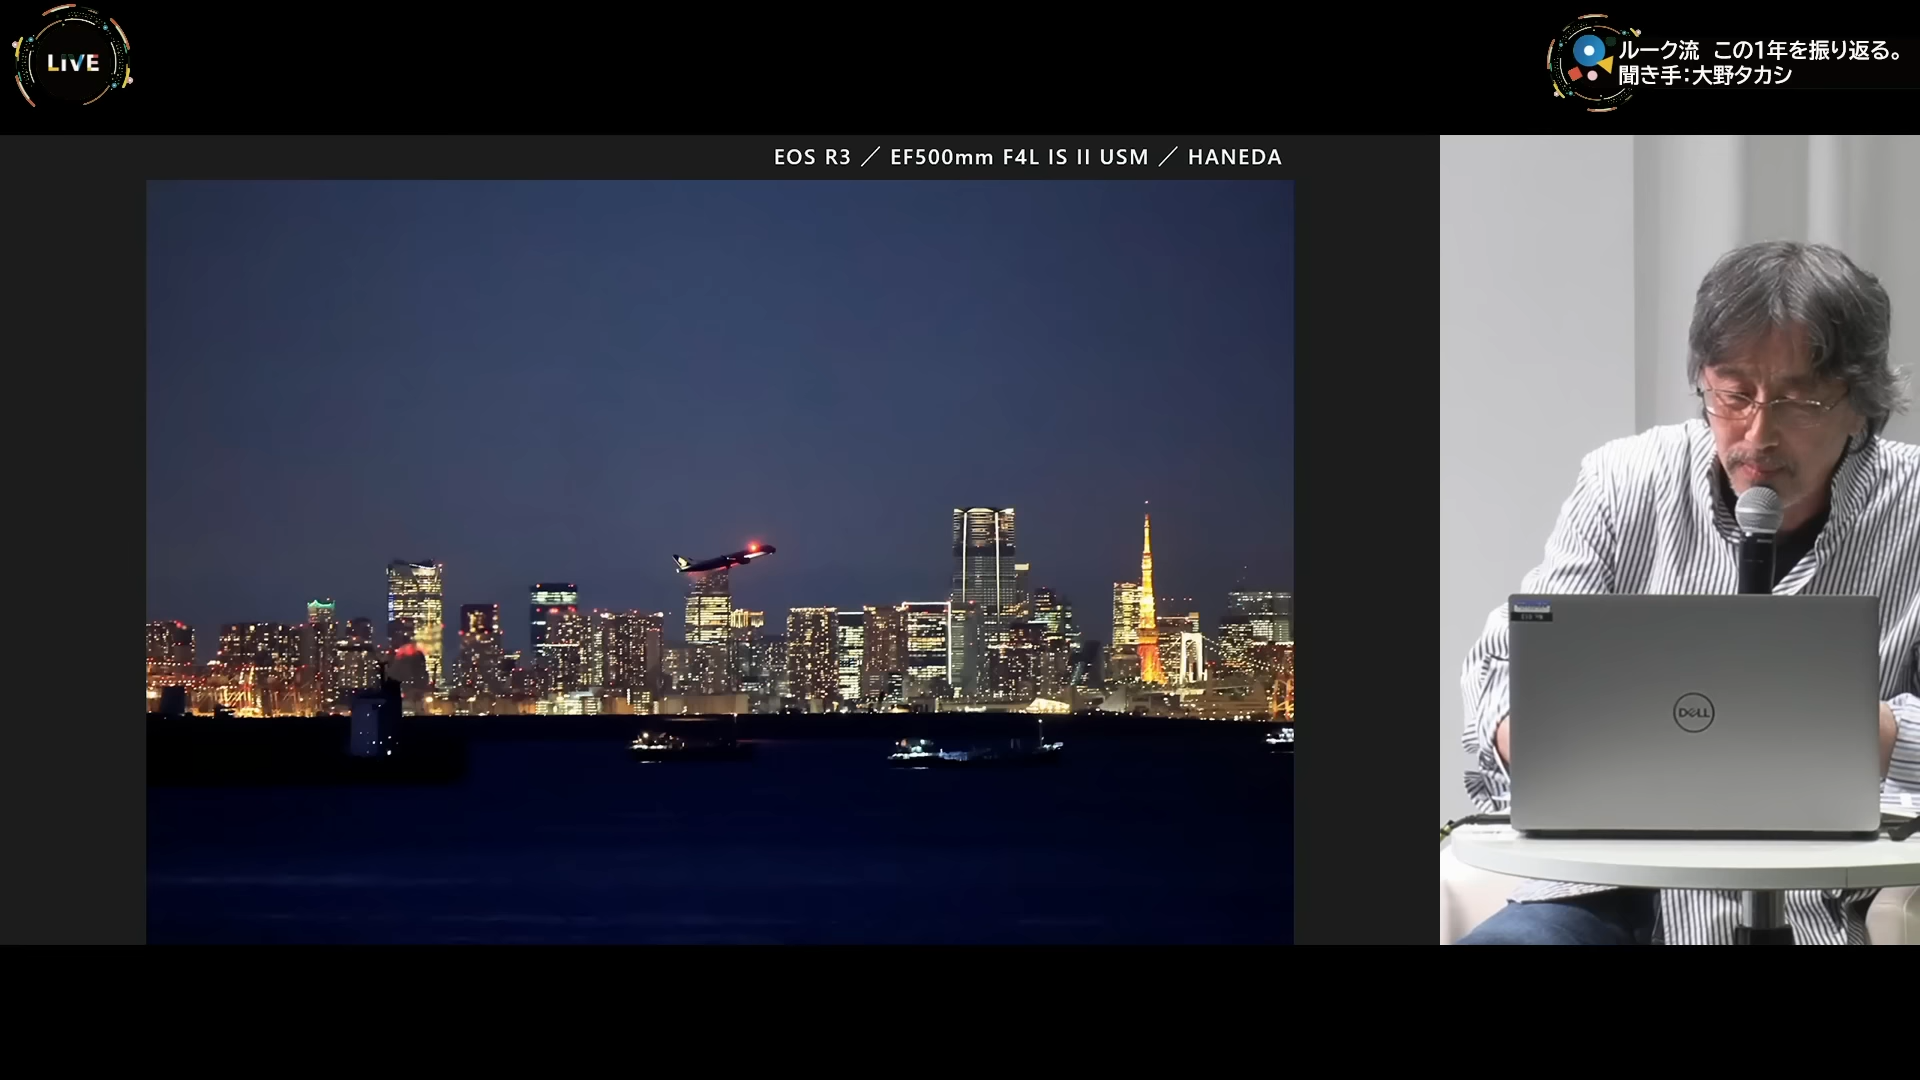 LiVE
ルーク流 この1年を振り返る。
聞き手：大野タカシ
EOS R3 ／ EF500mm F4L IS II USM ／ HANEDA
DELL